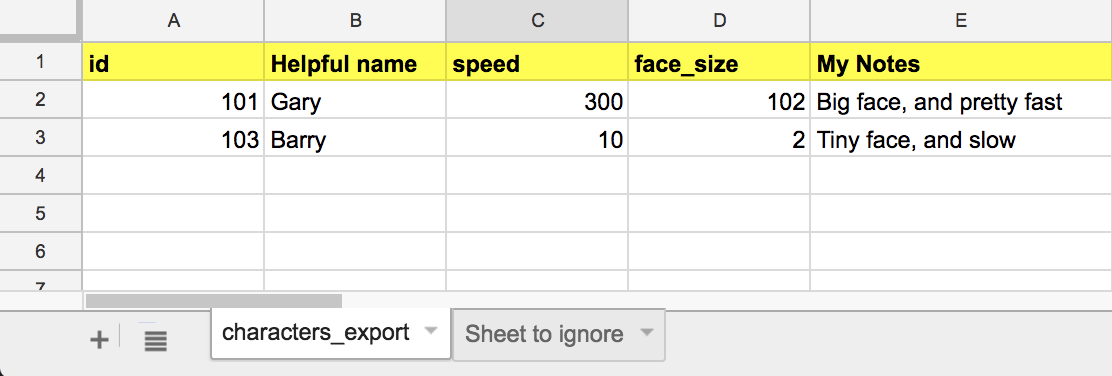 A B C D E
1 id Helpful name speed face_size My Notes
2 101 Gary 300 102 Big face, and pretty fast
3 103 Barry 10 2 Tiny face, and slow
4
5
6
7
+ characters_export Sheet to ignore